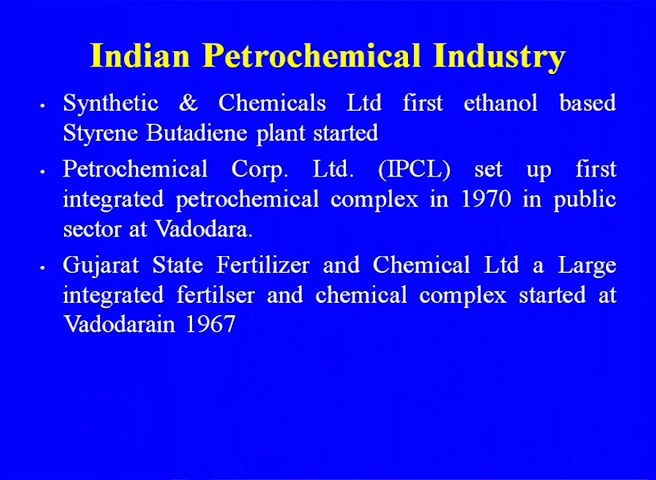 Indian Petrochemical Industry
• Synthetic & Chemicals Ltd first ethanol based
Styrene Butadiene plant started
• Petrochemical Corp. Ltd. (IPCL) set up first
integrated petrochemical complex in 1970 in public
sector at Vadodara.
• Gujarat State Fertilizer and Chemical Ltd a Large
integrated fertilser and chemical complex started at
Vadodarain 1967